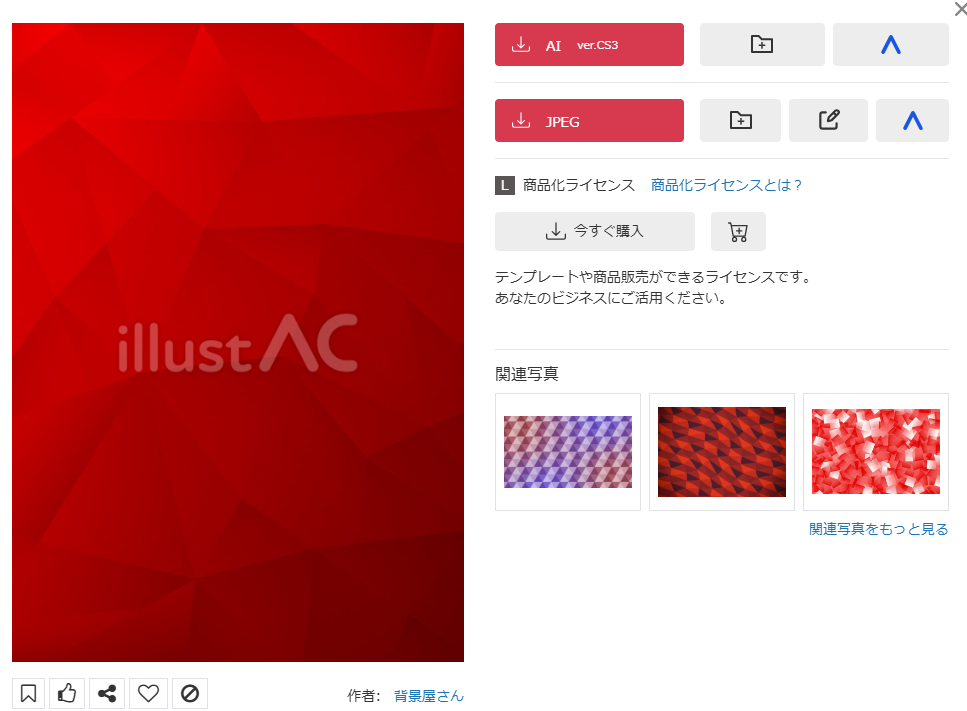 AI ver.CS3
JPEG
L 商品化ライセンス 商品化ライセンスとは？
今すぐ購入
テンプレートや商品販売ができるライセンスです。
あなたのビジネスにご活用ください。
illustAC
関連写真
関連写真をもっと見る
作者： 背景屋さん